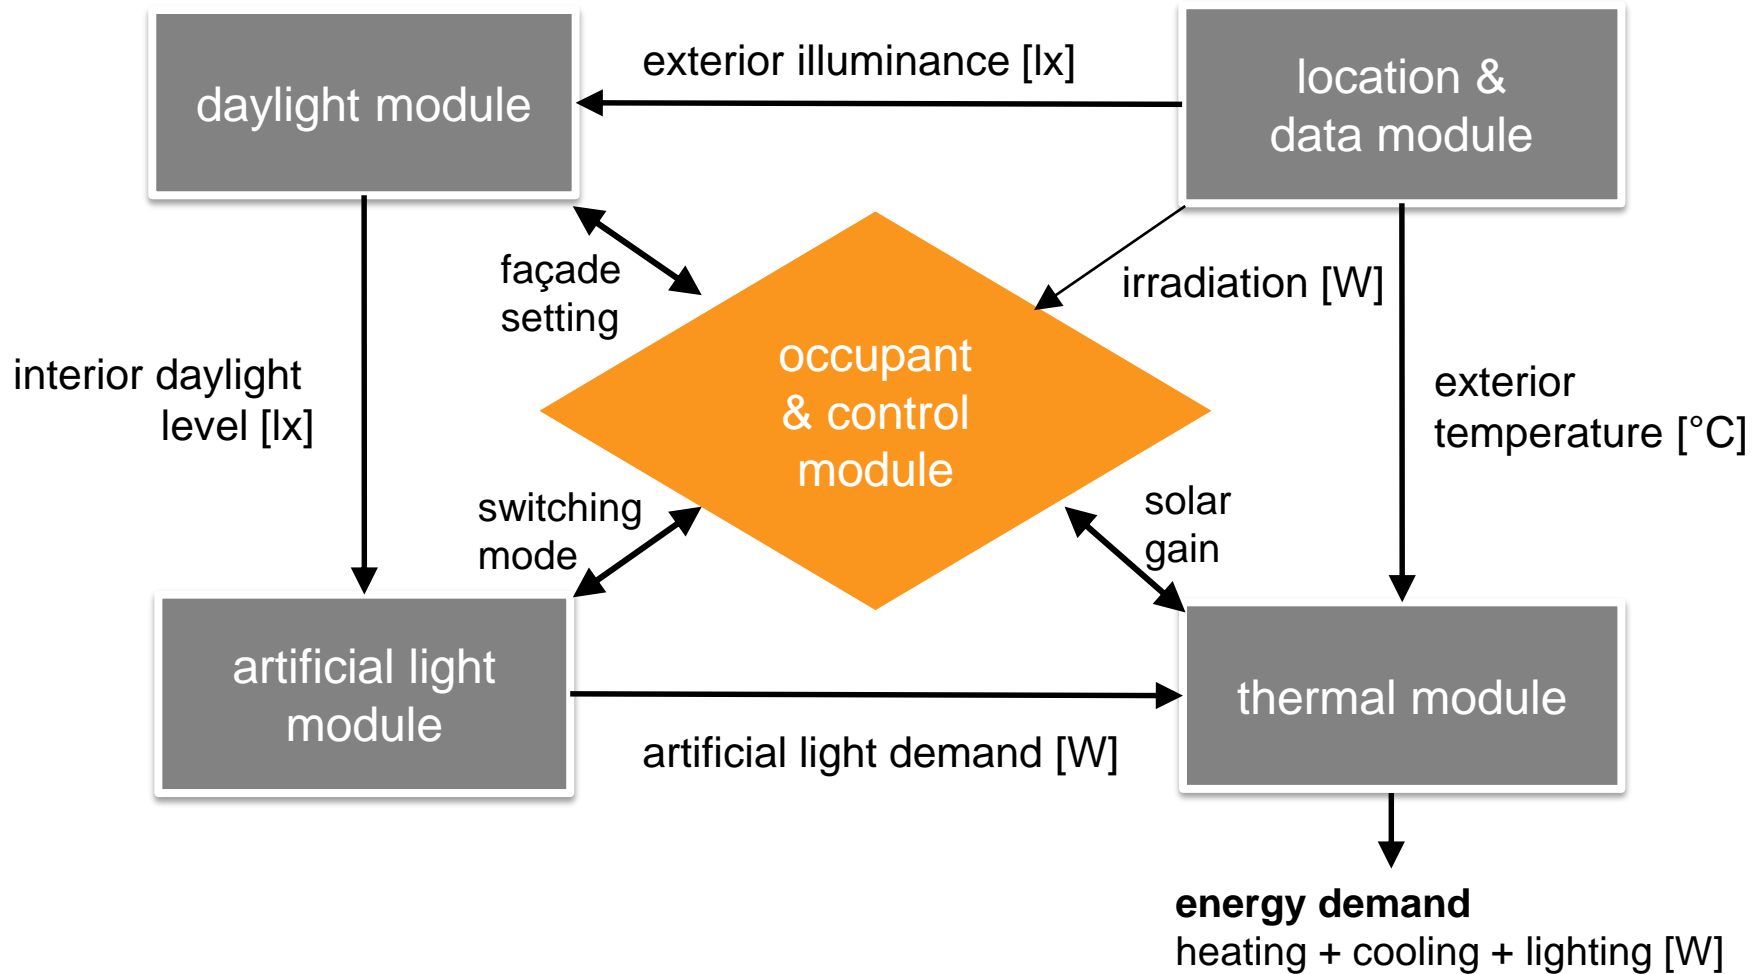 daylight module
exterior illuminance [lx]
location &
data module
façade
setting
irradiation [W]
interior daylight
level [lx]
occupant
& control
module
exterior
temperature [°C]
switching
mode
solar
gain
artificial light
module
artificial light demand [W]
thermal module
energy demand
heating + cooling + lighting [W]